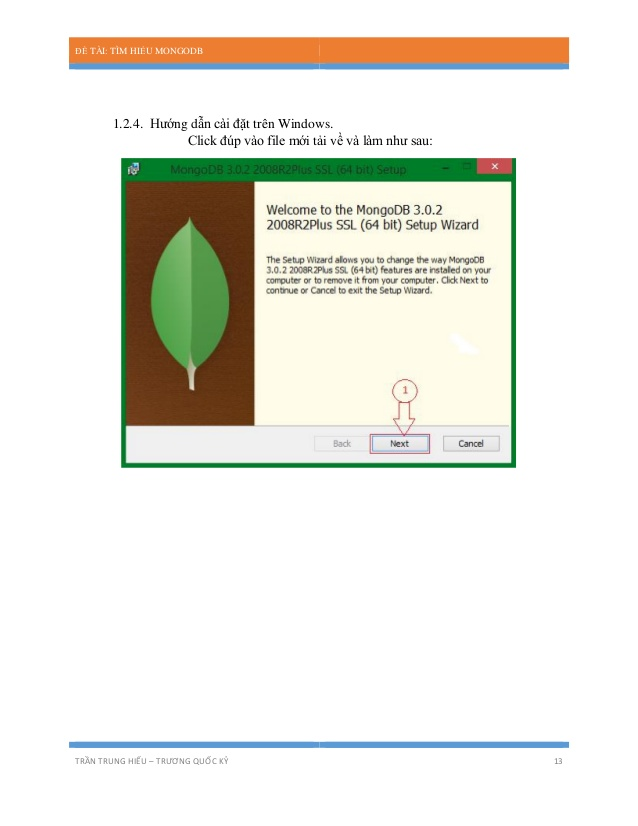 ĐỀ TÀI: TÌM HIỂU MONGODB
1.2.4. Hướng dẫn cài đặt trên Windows.
Click đúp vào file mới tải về và làm như sau:
MongoDB 3.0.2 2008R2Plus SSL (64 bit) Setup
Welcome to the MongoDB 3.0.2
2008R2Plus SSL (64 bit) Setup Wizard
The Setup Wizard allows you to change the way MongoDB
3.0.2 2008R2Plus SSL (64 bit) features are installed on your
computer or to remove it from your computer. Click Next to
continue or Cancel to exit the Setup Wizard.
1
Back Next Cancel
TRẦN TRUNG HIẾU – TRƯƠNG QUỐC KỶ 13